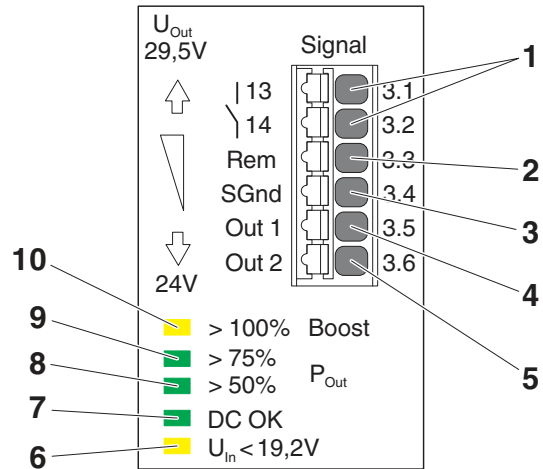 U_Out
29,5V
Signal
1
13
3.1
14
3.2
Rem
3.3
2
SGnd
3.4
3
Out 1
3.5
4
Out 2
3.6
24V
5
10
> 100% Boost
9
> 75%
8
> 50%
P_Out
7
DC OK
6
U_In < 19,2V